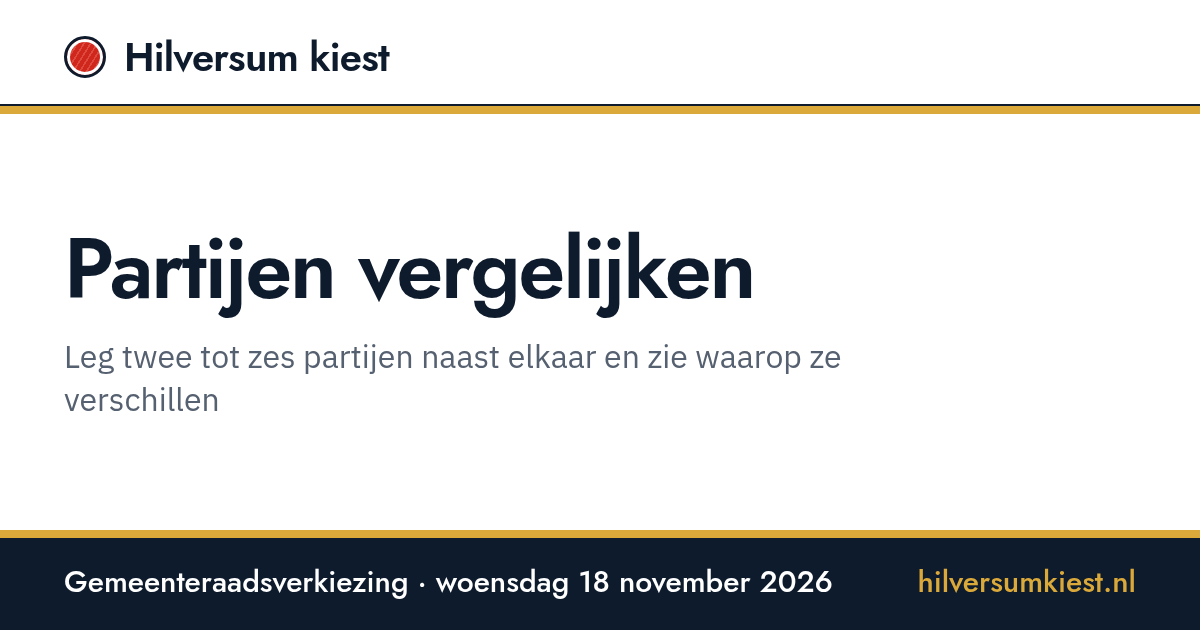 Hilversum kiest
Partijen vergelijken
Leg twee tot zes partijen naast elkaar en zie waarop ze
verschillen
Gemeenteraadsverkiezing · woensdag 18 november 2026
hilversumkiest.nl